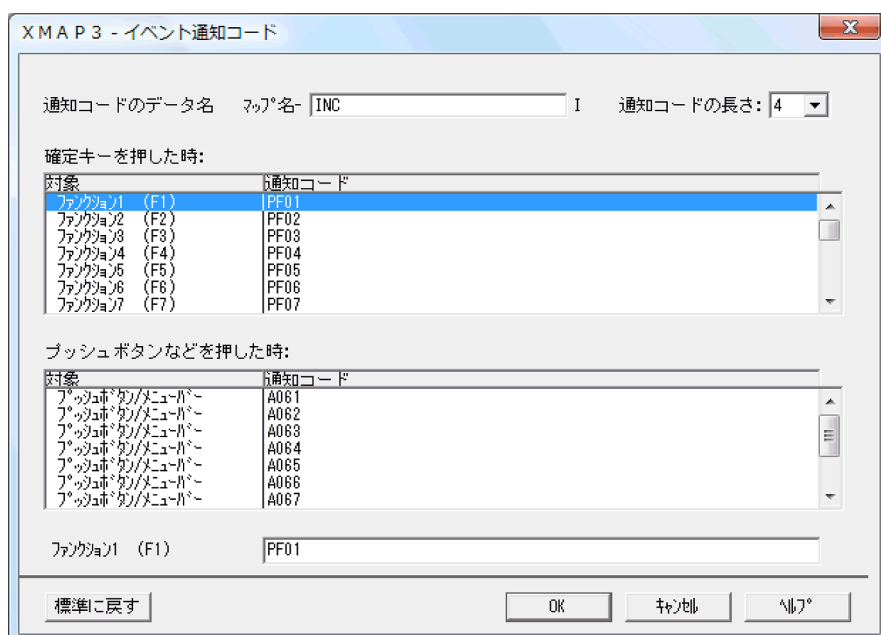 XMAP3 - イベント通知コード
通知コードのデータ名 ﾏｯﾌﾟ名- INC I 通知コードの長さ: 4
確定キーを押した時:
対象 通知コード
ﾌｧﾝｸｼｮﾝ1 (F1) PF01
ﾌｧﾝｸｼｮﾝ2 (F2) PF02
ﾌｧﾝｸｼｮﾝ3 (F3) PF03
ﾌｧﾝｸｼｮﾝ4 (F4) PF04
ﾌｧﾝｸｼｮﾝ5 (F5) PF05
ﾌｧﾝｸｼｮﾝ6 (F6) PF06
ﾌｧﾝｸｼｮﾝ7 (F7) PF07
プッシュボタンなどを押した時:
対象 通知コード
ﾌﾟｯｼｭﾎﾞﾀﾝ/ﾒﾆｭｰﾊﾞｰ A061
ﾌﾟｯｼｭﾎﾞﾀﾝ/ﾒﾆｭｰﾊﾞｰ A062
ﾌﾟｯｼｭﾎﾞﾀﾝ/ﾒﾆｭｰﾊﾞｰ A063
ﾌﾟｯｼｭﾎﾞﾀﾝ/ﾒﾆｭｰﾊﾞｰ A064
ﾌﾟｯｼｭﾎﾞﾀﾝ/ﾒﾆｭｰﾊﾞｰ A065
ﾌﾟｯｼｭﾎﾞﾀﾝ/ﾒﾆｭｰﾊﾞｰ A066
ﾌﾟｯｼｭﾎﾞﾀﾝ/ﾒﾆｭｰﾊﾞｰ A067
ﾌｧﾝｸｼｮﾝ1 (F1) PF01
標準に戻す OK ｷｬﾝｾﾙ ﾍﾙﾌﾟ